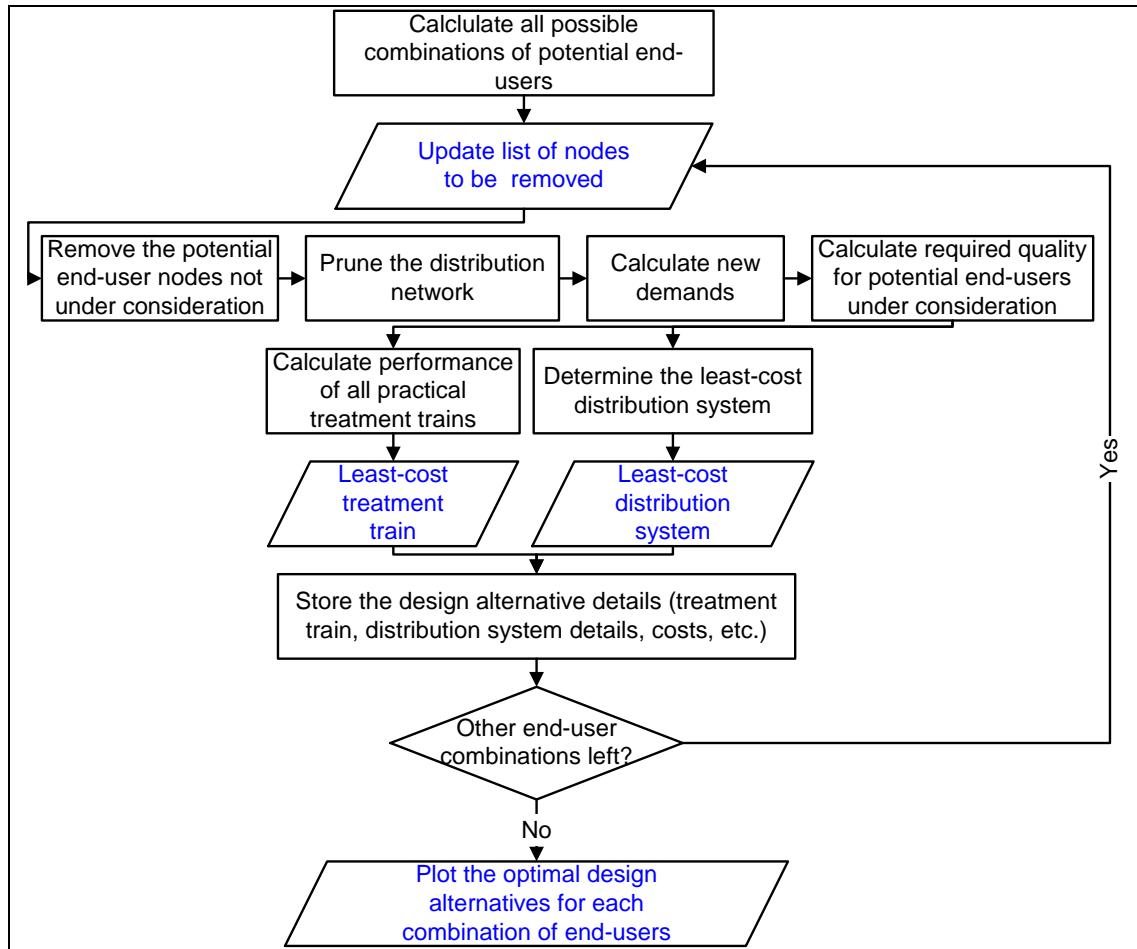 Calclulate all possible
combinations of potential end-
users
Update list of nodes
to be  removed
Remove the potential
end-user nodes not
under consideration
Prune the distribution
network
Calculate new
demands
Calculate required quality
for potential end-users
under consideration
Calculate performance
of all practical
treatment trains
Determine the least-cost
distribution system
Least-cost
treatment
train
Least-cost
distribution
system
Store the design alternative details (treatment
train, distribution system details, costs, etc.)
Other end-user
combinations left?
Yes
No
Plot the optimal design
alternatives for each
combination of end-users